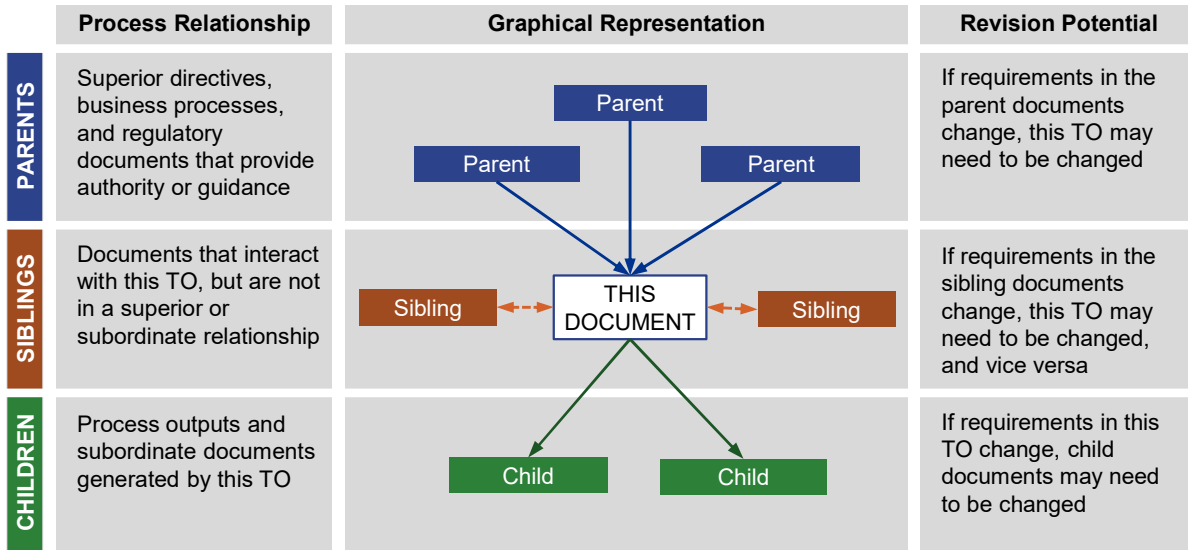 Process Relationship
Graphical Representation
Revision Potential
PARENTS
Superior directives,
business processes,
and regulatory
documents that provide
authority or guidance
Parent
Parent
Parent
If requirements in the
parent documents
change, this TO may
need to be changed
SIBLINGS
Documents that interact
with this TO, but are not
in a superior or
subordinate relationship
Sibling
THIS
DOCUMENT
Sibling
If requirements in the
sibling documents
change, this TO may
need to be changed,
and vice versa
CHILDREN
Process outputs and
subordinate documents
generated by this TO
Child
Child
If requirements in this
TO change, child
documents may need
to be changed